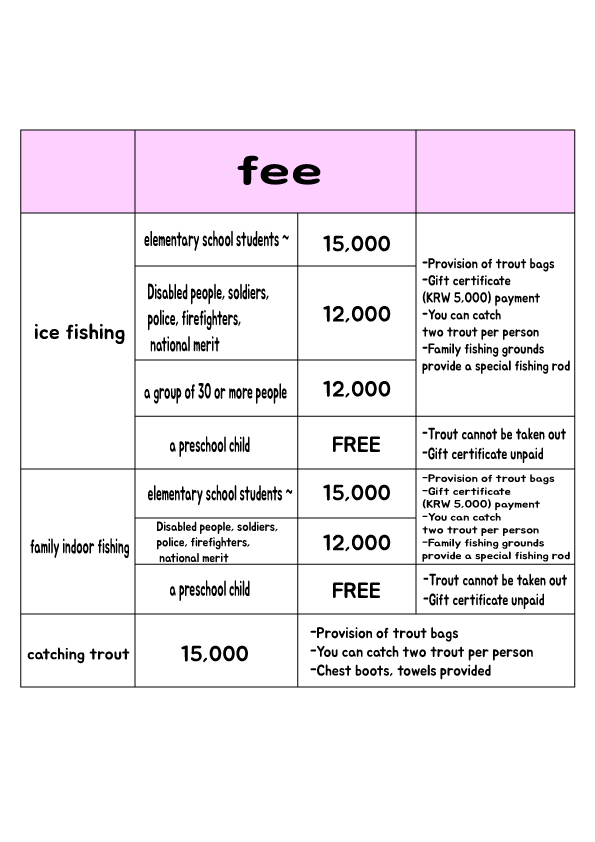 fee
ice fishing
elementary school students ~
15,000
Disabled people, soldiers,
police, firefighters,
national merit
12,000
a group of 30 or more people
12,000
-Provision of trout bags
-Gift certificate
(KRW 5,000) payment
-You can catch
two trout per person
-Family fishing grounds
provide a special fishing rod
a preschool child
FREE
-Trout cannot be taken out
-Gift certificate unpaid
family indoor fishing
elementary school students ~
15,000
Disabled people, soldiers,
police, firefighters,
national merit
12,000
-Provision of trout bags
-Gift certificate
(KRW 5,000) payment
-You can catch
two trout per person
-Family fishing grounds
provide a special fishing rod
a preschool child
FREE
-Trout cannot be taken out
-Gift certificate unpaid
catching trout
15,000
-Provision of trout bags
-You can catch two trout per person
-Chest boots, towels provided